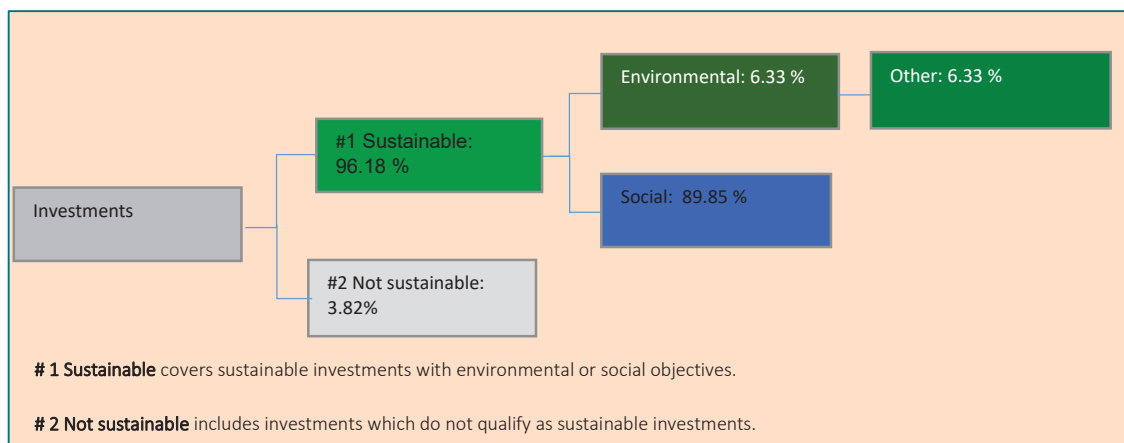 Environmental: 6.33 %
Other: 6.33 %
#1 Sustainable:
96.18 %
Social:  89.85 %
Investments
#2 Not sustainable:
3.82%
# 1 Sustainable covers sustainable investments with environmental or social objectives.
# 2 Not sustainable includes investments which do not qualify as sustainable investments.